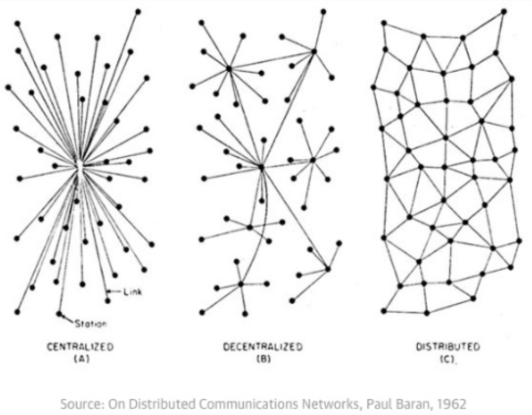 Link
Station
CENTRALIZED
(A)
DECENTRALIZED
(B)
DISTRIBUTED
(C)
Source: On Distributed Communications Networks, Paul Baran, 1962